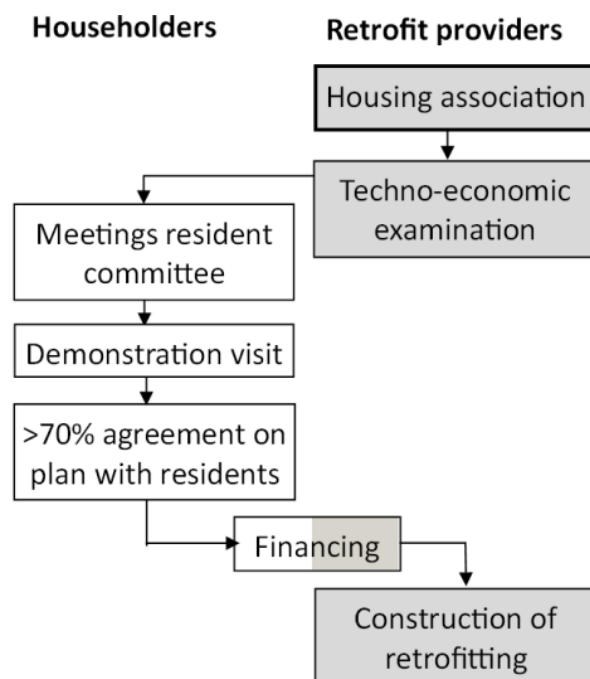 Householders
Retrofit providers
Housing association
Techno-economic
examination
Meetings resident
committee
Demonstration visit
>70% agreement on
plan with residents
Financing
Construction of
retrofitting